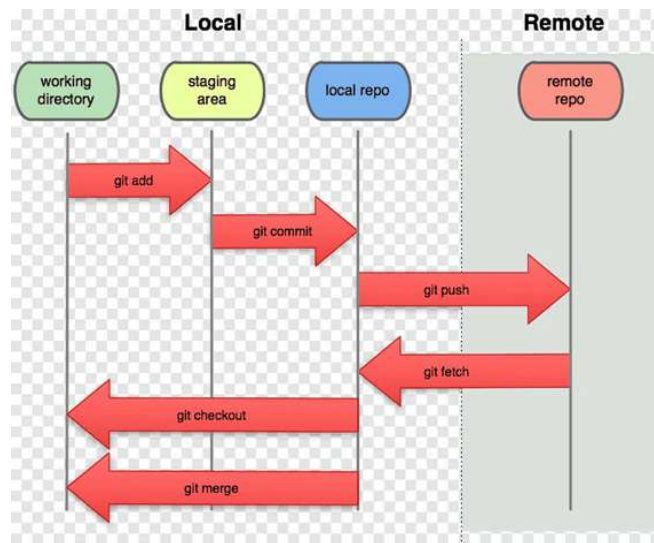 Local
Remote
working
directory
staging
area
local repo
remote
repo
git add
git commit
git push
git fetch
git checkout
git merge